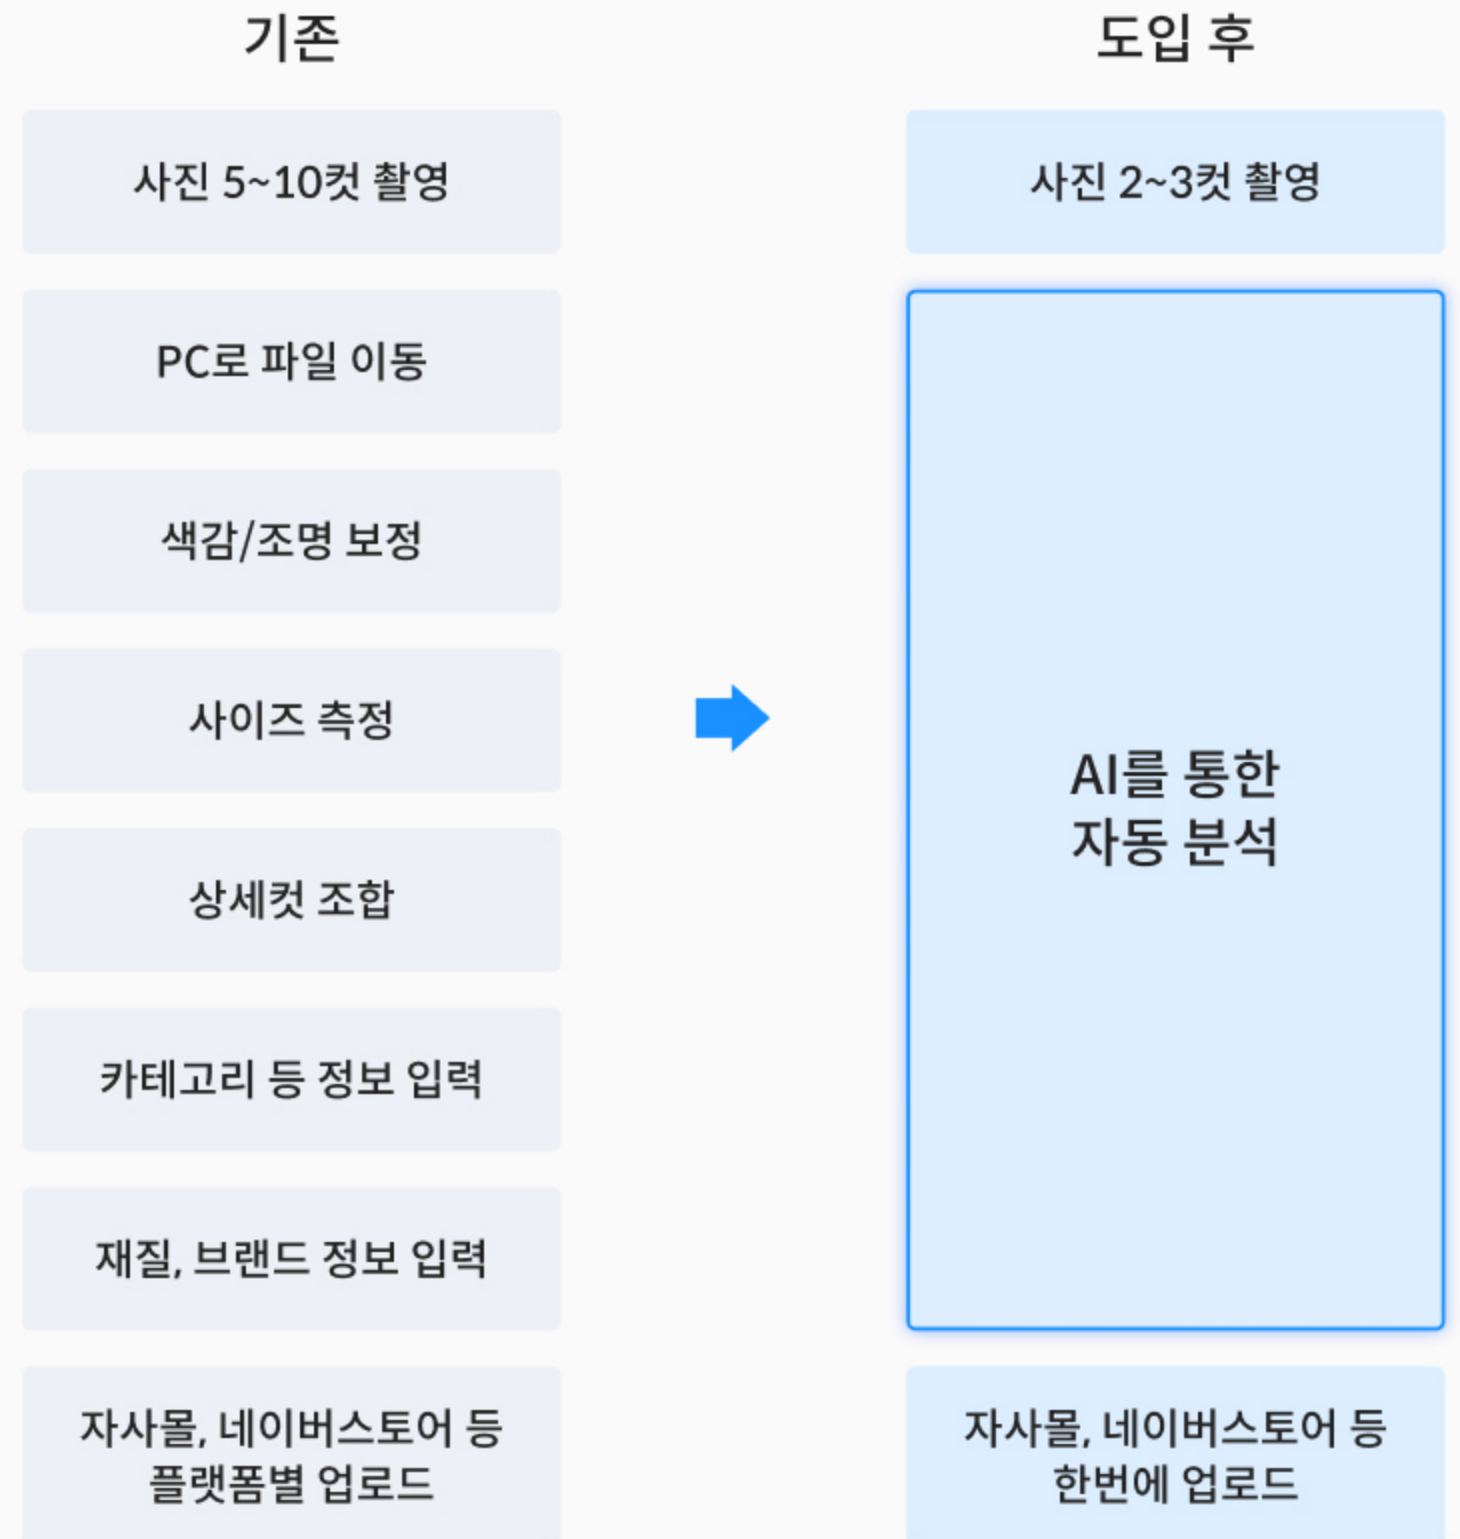 기존
사진 5~10컷 촬영
PC로 파일 이동
색감/조명 보정
사이즈 측정
상세컷 조합
카테고리 등 정보 입력
재질, 브랜드 정보 입력
자사몰, 네이버스토어 등
플랫폼별 업로드
도입 후
사진 2~3컷 촬영
AI를 통한
자동 분석
자사몰, 네이버스토어 등
한번에 업로드